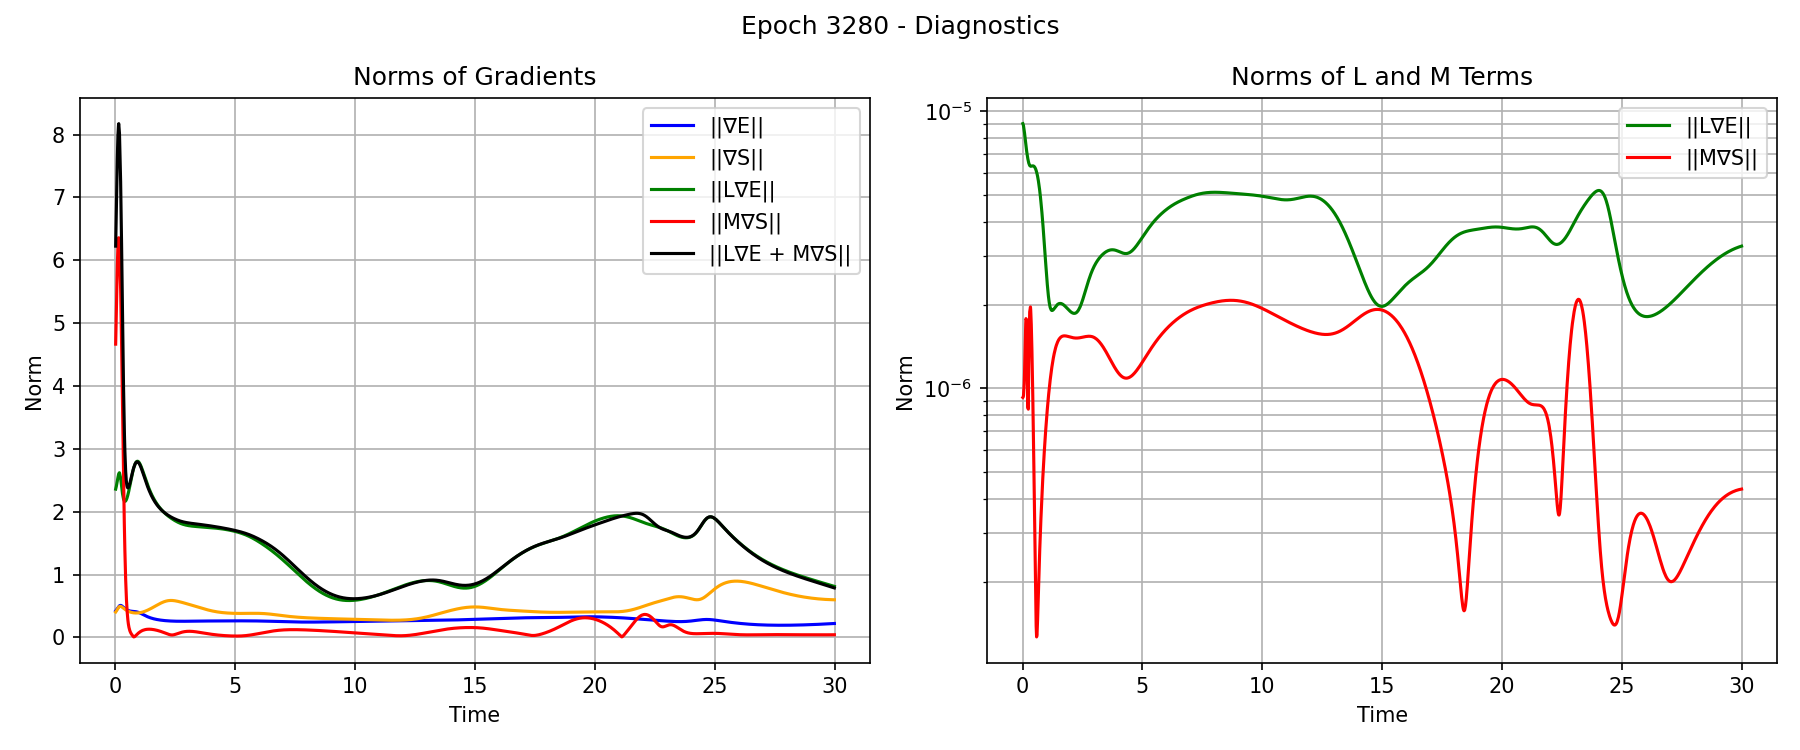 Epoch 3280 - Diagnostics
Norms of Gradients
Norm
8
7
6
5
4
3
2
1
0
||∇E||
||∇S||
||L∇E||
||M∇S||
||L∇E + M∇S||
0 5 10 15 20 25 30
Time
Norms of L and M Terms
Norm
10⁻⁵
10⁻⁶
||L∇E||
||M∇S||
0 5 10 15 20 25 30
Time